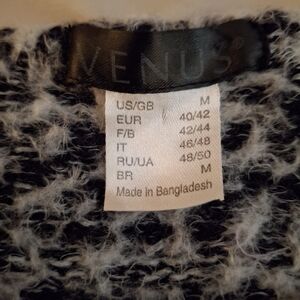 VENUS
US/GB M
EUR 40/42
F/B 42/44
IT 46/48
RU/UA 48/50
BR M
Made in Bangladesh